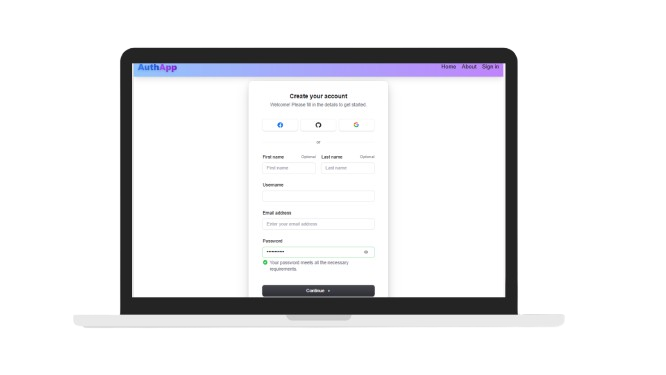 AuthApp
Home About Sign in
Create your account
Welcome! Please fill in the details to get started.
or
First name Optional Last name Optional
First name Last name
Username
Email address
Enter your email address
Password
Your password meets all the necessary
requirements.
Continue